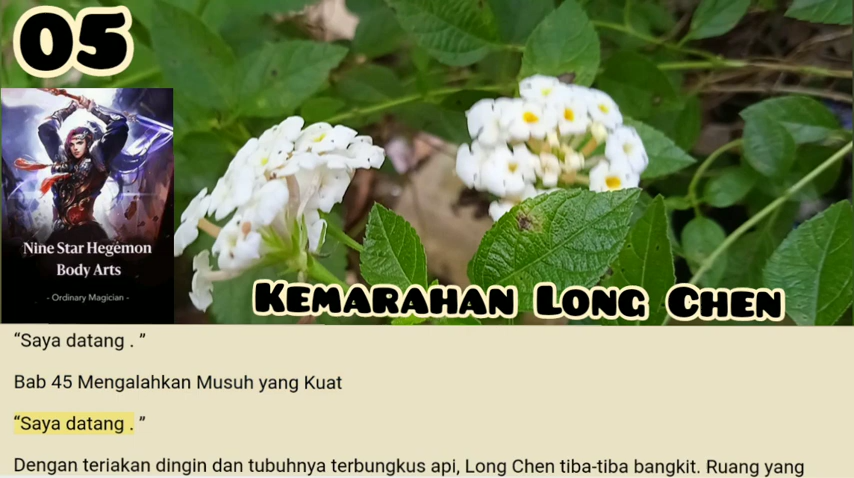 05
Nine Star Hegemon
Body Arts
- Ordinary Magician -
KEMARAHAN LONG CHEN
“Saya datang . ”
Bab 45 Mengalahkan Musuh yang Kuat
“Saya datang . ”
Dengan teriakan dingin dan tubuhnya terbungkus api, Long Chen tiba-tiba bangkit. Ruang yang